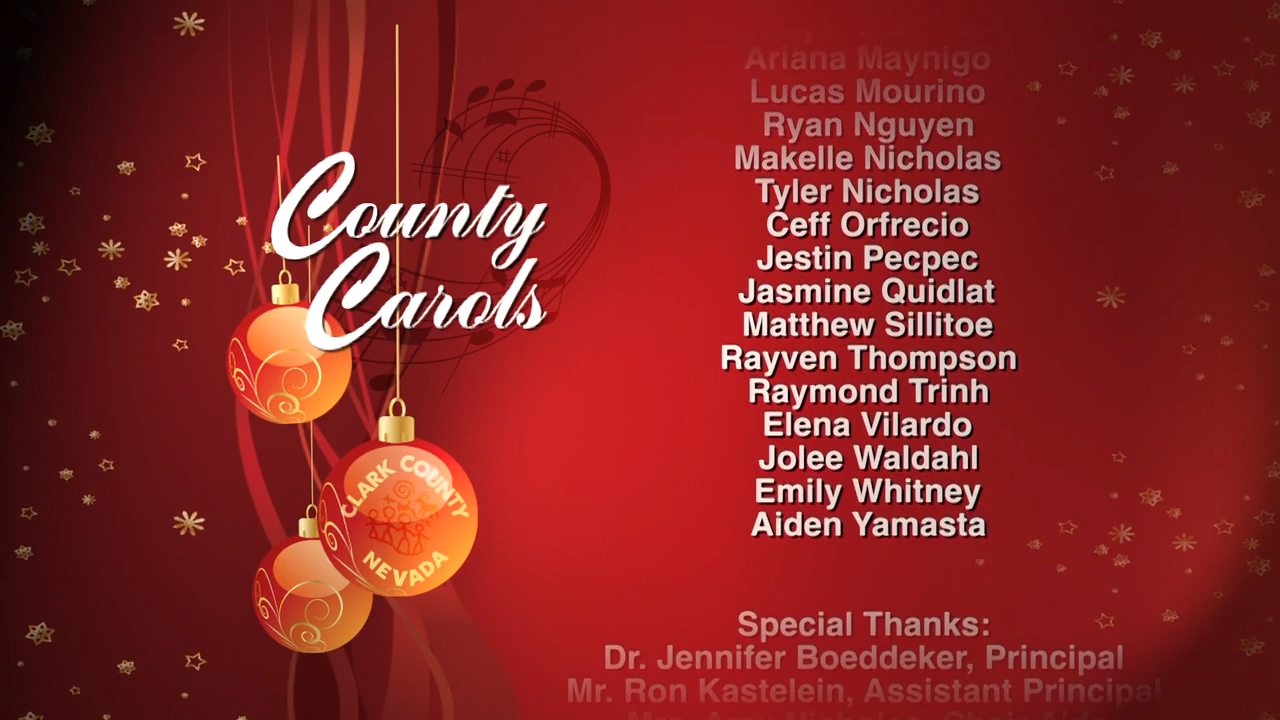 County
Carols
CLARK COUNTY
NEVADA
Ariana Maynigo
Lucas Mourino
Ryan Nguyen
Makelle Nicholas
Tyler Nicholas
Ceff Orfrecio
Jestin Pecpec
Jasmine Quidlat
Matthew Sillitoe
Rayven Thompson
Raymond Trinh
Elena Vilardo
Jolee Waldahl
Emily Whitney
Aiden Yamasta
Special Thanks:
Dr. Jennifer Boeddeker, Principal
Mr. Ron Kastelein, Assistant Principal